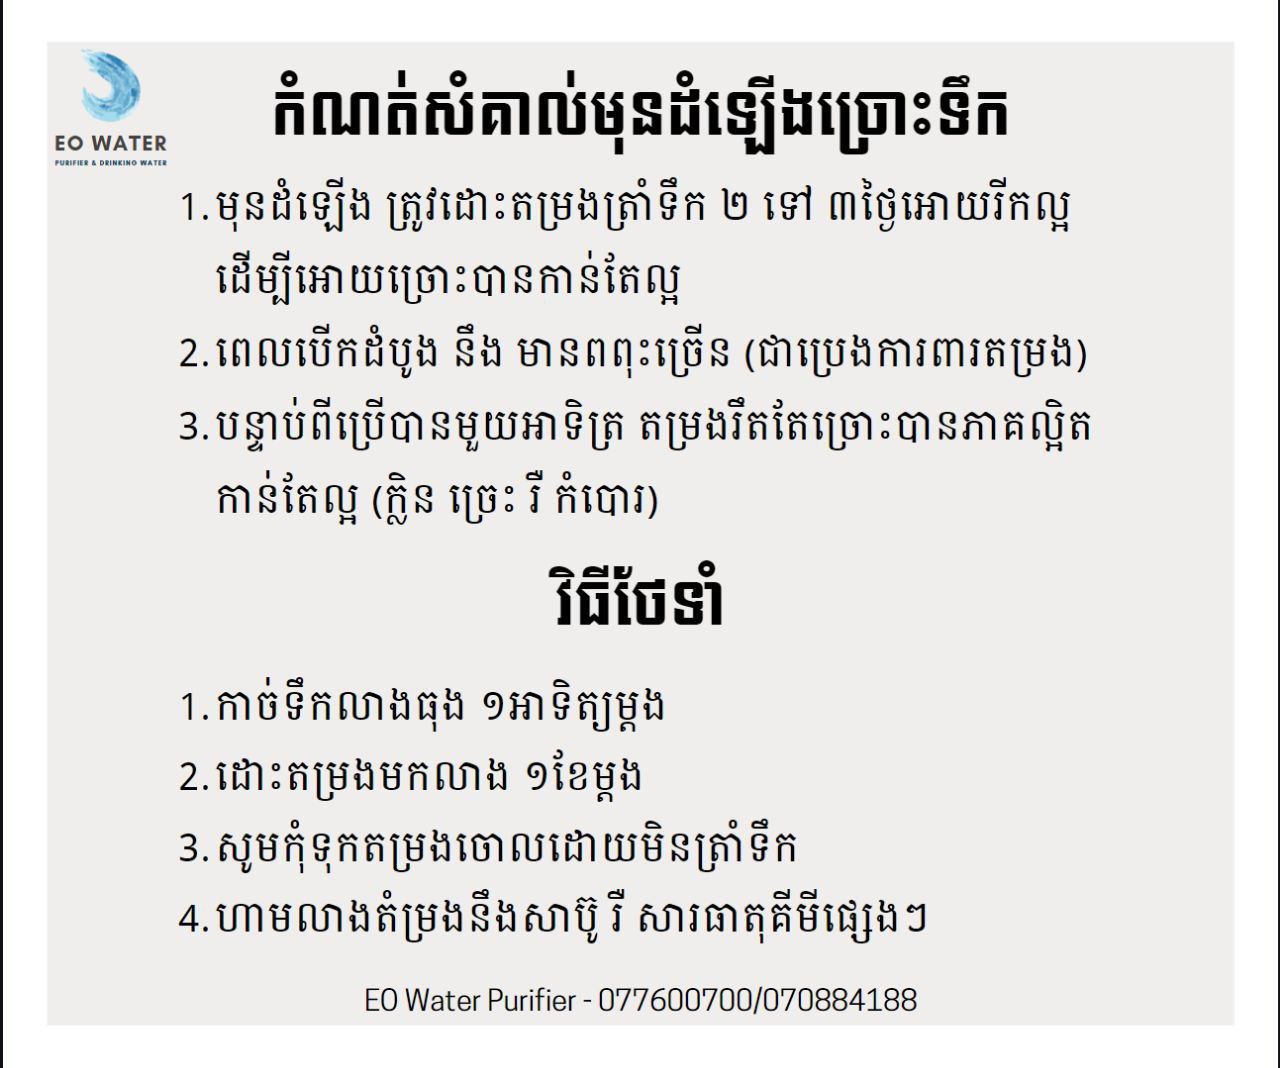 EO WATER
PURIFIER & DRINKING WATER
កំណត់សំគាល់មុនដំឡើងច្រោះទឹក
1. មុនដំឡើង ត្រូវដោះតម្រងត្រាំទឹក ២ ទៅ ៣ថ្ងៃអោយរីកល្អ
ដើម្បីអោយច្រោះបានកាន់តែល្អ
2. ពេលបើកដំបូង នឹង មានពពុះច្រើន (ជាប្រេងការពារតម្រង)
3. បន្ទាប់ពីប្រើបានមួយអាទិត្រ តម្រងរឹតតែច្រោះបានភាគល្អិត
កាន់តែល្អ (ក្លិន ច្រេះ រឺ កំបោរ)
វិធីថែទាំ
1. កាច់ទឹកលាងធុង ១អាទិត្យម្តង
2. ដោះតម្រងមកលាង ១ខែម្តង
3. សូមកុំទុកតម្រងចោលដោយមិនត្រាំទឹក
4. ហាមលាងតំម្រងនឹងសាប៊ូ រឺ សារធាតុគីមីផ្សេងៗ
EO Water Purifier - 077600700/070884188